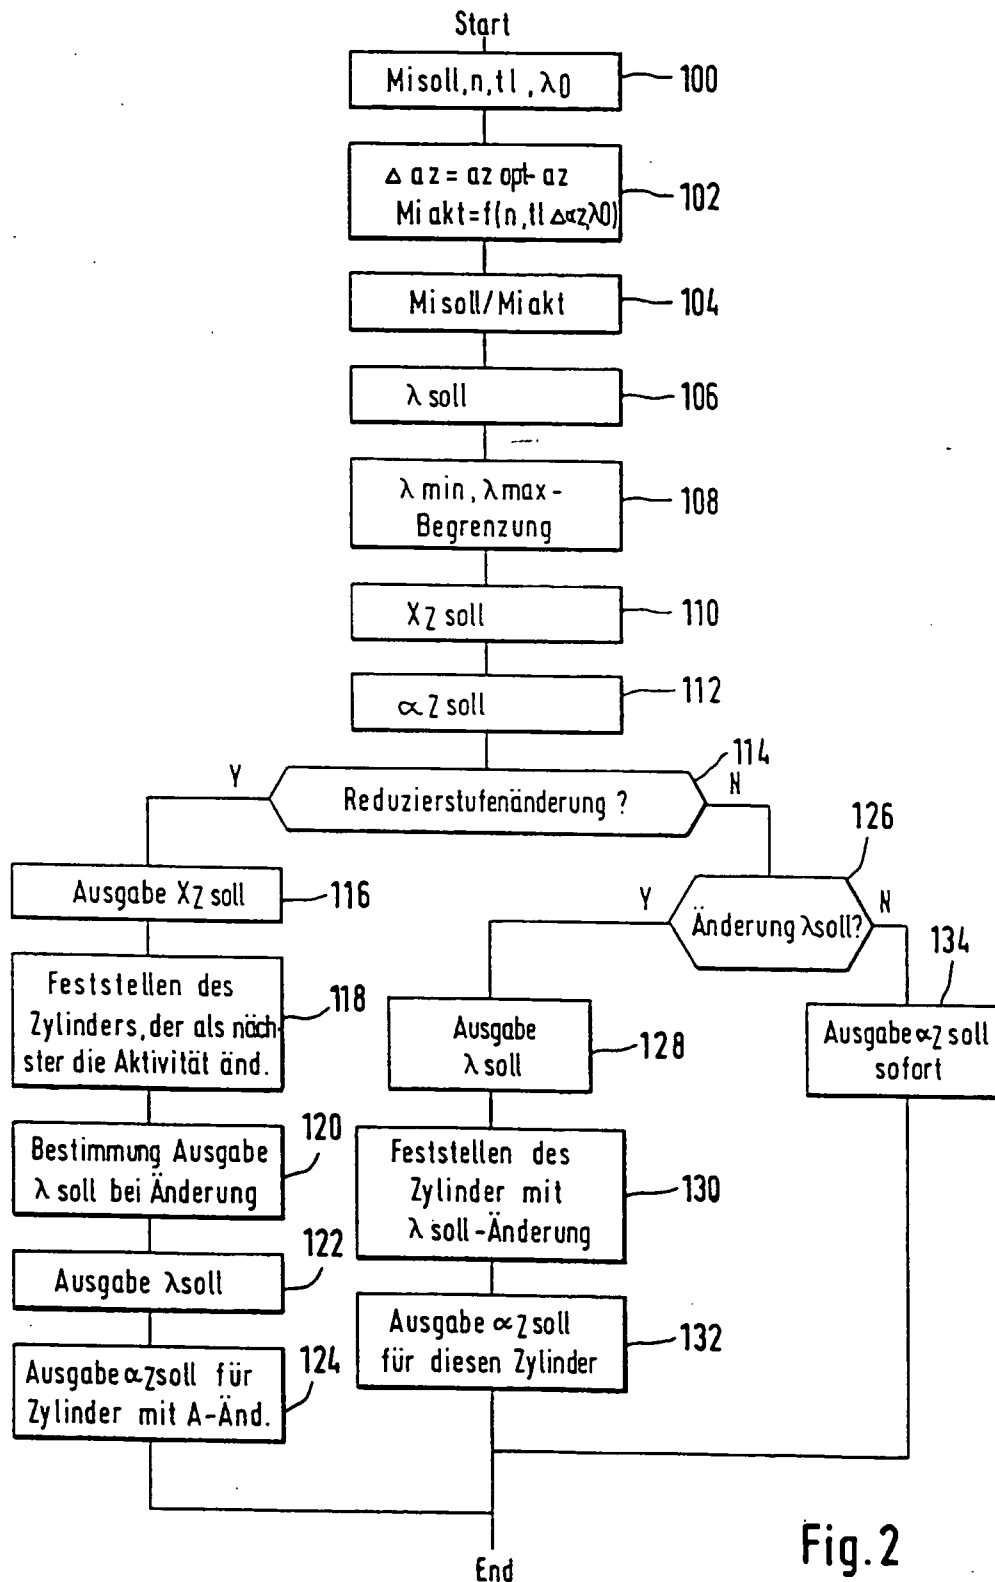 Start
Misoll, n, tl, λ0
100
Δ az = az opt- az
Mi akt = f(n, tl Δαz, λ0)
102
Misoll/Miakt
104
λ soll
106
λ min, λ max-
Begrenzung
108
Xz soll
110
αz soll
112
Reduzierstufenänderung ?
114
Y
N
Ausgabe Xz soll
116
Feststellen des
Zylinders, der als näch-
ster die Aktivität änd.
118
Bestimmung Ausgabe
λ soll bei Änderung
120
Ausgabe λsoll
122
Ausgabe αzsoll für
Zylinder mit A-Änd.
124
Änderung λsoll?
126
Y
N
Ausgabe
λ soll
128
Feststellen des
Zylinder mit
λ soll-Änderung
130
Ausgabe αz soll
für diesen Zylinder
132
Ausgabe αz soll
sofort
134
End
Fig. 2